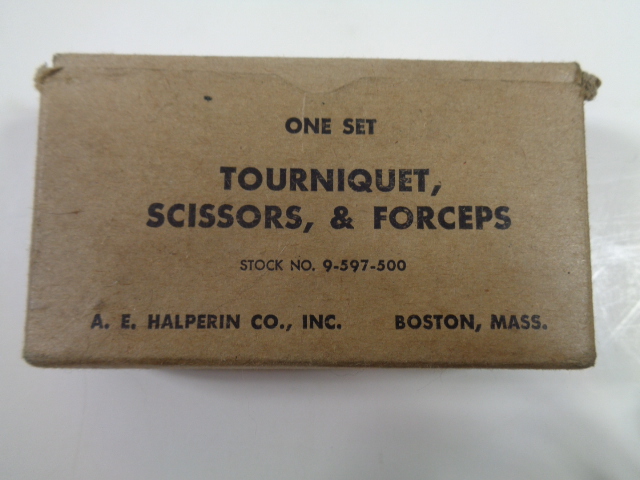 ONE SET
TOURNIQUET,
SCISSORS, & FORCEPS
STOCK NO. 9-597-500
A. E. HALPERIN CO., INC. BOSTON, MASS.